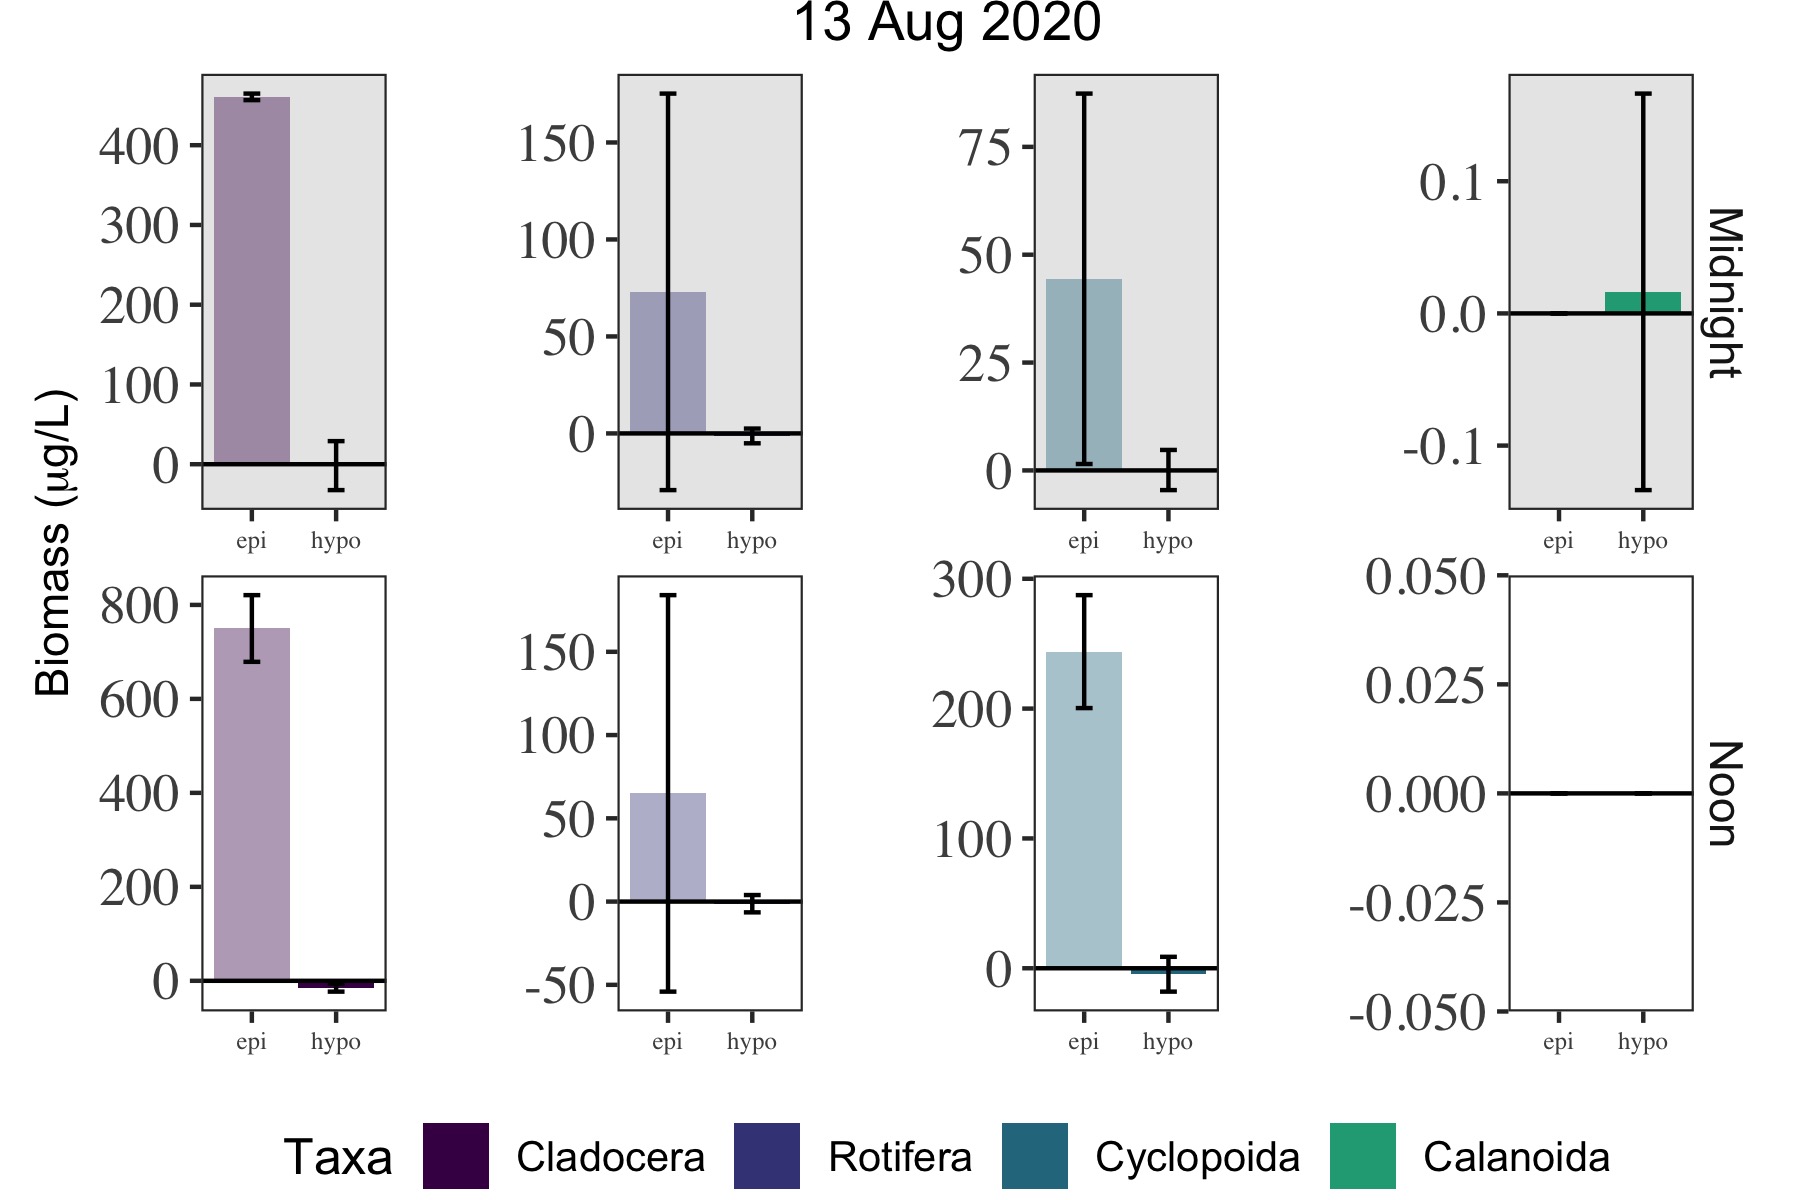 13 Aug 2020
Biomass (µg/L)
400
300
200
100
0
epi hypo
150
100
50
0
epi hypo
75
50
25
0
epi hypo
0.1
0.0
-0.1
epi hypo
Midnight
800
600
400
200
0
epi hypo
150
100
50
0
-50
epi hypo
300
200
100
0
epi hypo
0.050
0.025
0.000
-0.025
-0.050
epi hypo
Noon
Taxa Cladocera Rotifera Cyclopoida Calanoida